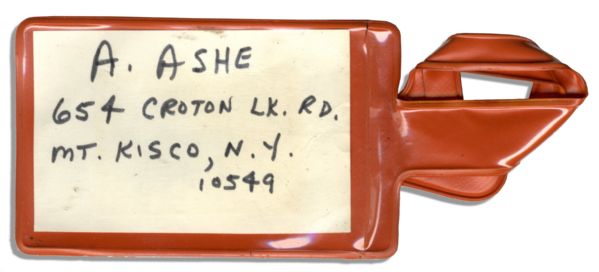 A. ASHE
654 CROTON LK. RD.
MT. KISCO, N.Y.
10549